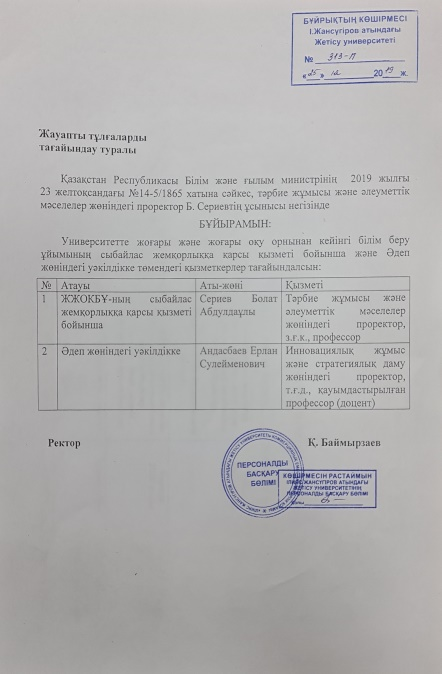 БҰЙРЫҚТЫҢ КӨШІРМЕСІ
І.Жансүгіров атындағы
Жетісу университеті
№ 313-П
«25» 12 2019 ж.
Жауапты тұлғаларды
тағайындау туралы
Қазақстан Республикасы Білім және ғылым министрінің 2019 жылғы
23 желтоқсандағы №14-5/1865 хатына сәйкес, тәрбие жұмысы және әлеуметтік
мәселелер жөніндегі проректор Б. Сериевтің ұсынысы негізінде
БҰЙЫРАМЫН:
Университетте жоғары және жоғары оқу орнынан кейінгі білім беру
ұйымының сыбайлас жемқорлыққа қарсы қызметі бойынша және Әдеп
жөніндегі уәкілдікке төмендегі қызметкерлер тағайындалсын:
№ Атауы Аты-жөні Қызметі
1 ЖЖОКБҰ-ның сыбайлас Сериев Болат Тәрбие жұмысы және
жемқорлыққа қарсы қызметі Абдулдаұлы әлеуметтік мәселелер
бойынша жөніндегі проректор,
з.ғ.к., профессор
2 Әдеп жөніндегі уәкілдікке Андасбаев Ерлан Инновациялық жұмыс
Сулейменович және стратегиялық даму
жөніндегі проректор,
т.ғ.д., қауымдастырылған
профессор (доцент)
Ректор Қ. Баймырзаев
ПЕРСОНАЛДЫ
БАСҚАРУ
БӨЛІМІ
КӨШІРМЕСІН РАСТАЙМЫН
ІЛИЯС ЖАНСҮГІРОВ АТЫНДАҒЫ
ЖЕТІСУ УНИВЕРСИТЕТІНІҢ
ПЕРСОНАЛДЫ БАСҚАРУ БӨЛІМІ